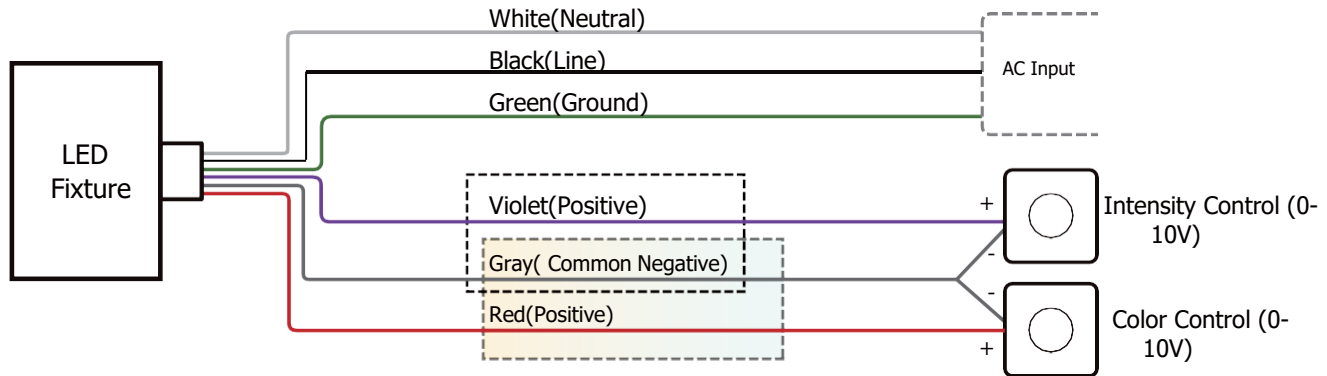 White(Neutral)
Black(Line)
AC Input
Green(Ground)
LED
Fixture
Violet(Positive)
+
Intensity Control (0-
10V)
Gray( Common Negative)
-
-
Red(Positive)
Color Control (0-
10V)
+